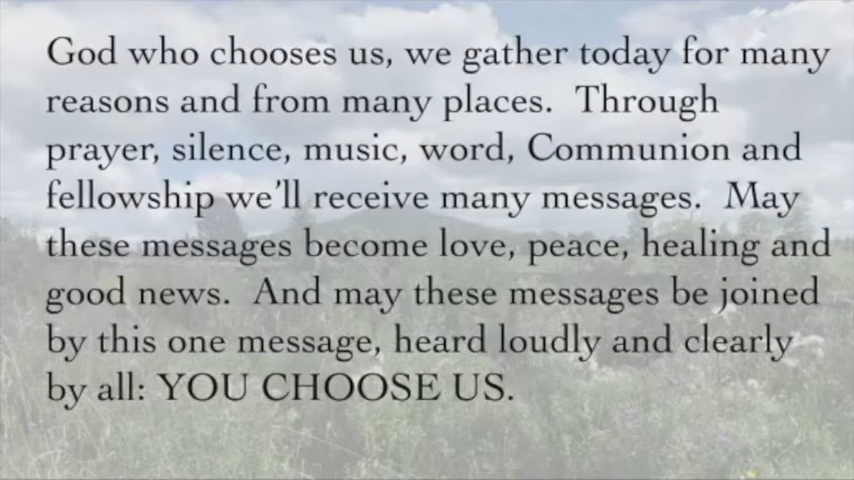 God who chooses us, we gather today for many
reasons and from many places.  Through
prayer, silence, music, word, Communion and
fellowship we’ll receive many messages.  May
these messages become love, peace, healing and
good news.  And may these messages be joined
by this one message, heard loudly and clearly
by all: YOU CHOOSE US.